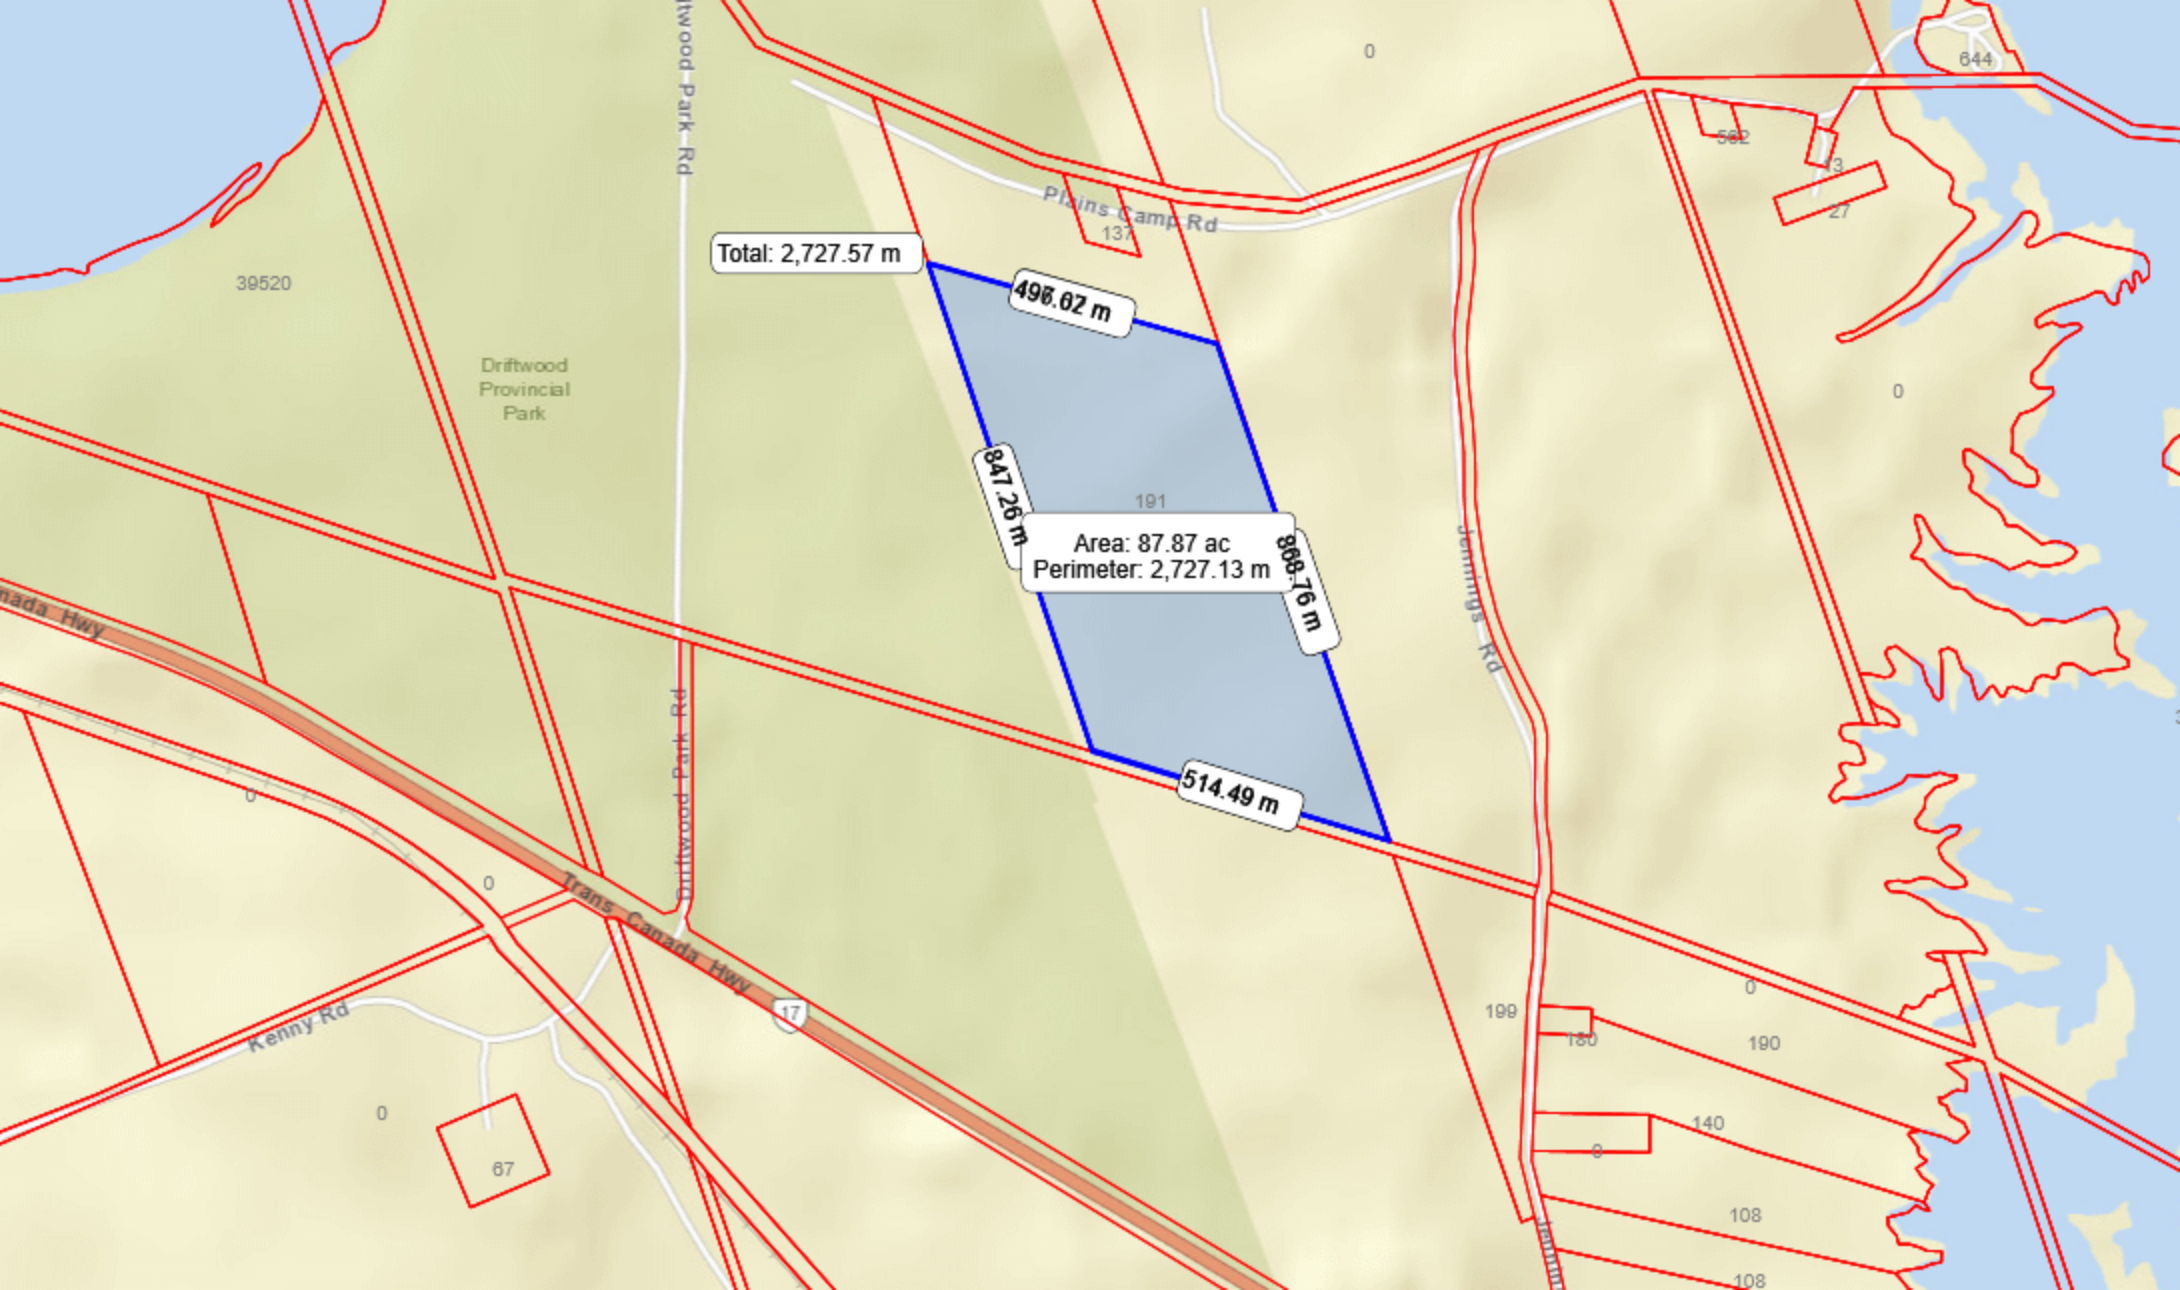 twood Park Rd
0
644
562
13
27
Plains Camp Rd
137
Total: 2,727.57 m
39520
Driftwood
Provincial
Park
0
847.26 m
191
Area: 87.87 ac
Perimeter: 2,727.13 m
Jennings Rd
nada Hwy
Driftwood Park Rd
514.49 m
0
0
Trans Canada Hwy
17
Kenny Rd
0
67
199
180
0
190
140
0
108
108